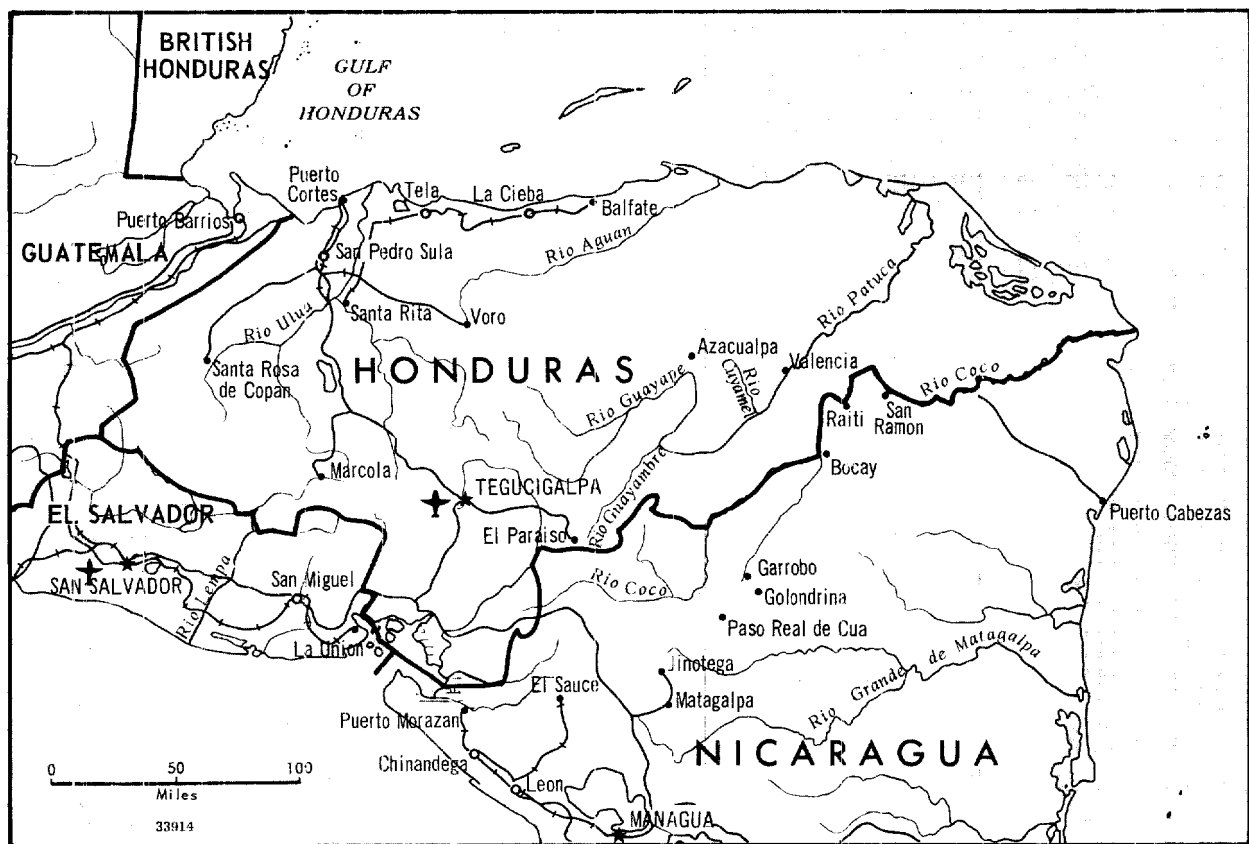 BRITISH
HONDURAS
GULF
OF
HONDURAS
Puerto
Cortes
Tela
La Cieba
Balfate
Puerto Barrios
GUATEMALA
San Pedro Sula
Rio Aguan
Rio Patuca
Rio Ulua
Santa Rita
Voro
Santa Rosa
de Copan
HONDURAS
Azacualpa
Valencia
Rio Guayape
Rio
Cuyamel
Rio Coco
Raiti
San
Ramon
Marcola
Bocay
TEGUCIGALPA
Rio Guayambre
Puerto Cabezas
EL SALVADOR
El Paraiso
SAN SALVADOR
Rio Lempa
San Miguel
Rio Coco
Garrobo
Golondrina
Paso Real de Cua
La Union
Jinotega
Rio Grande de Matagalpa
El Sauce
Matagalpa
Puerto Morazan
NICARAGUA
Chinandega
Leon
MANAGUA
0 50 100
Miles
33914